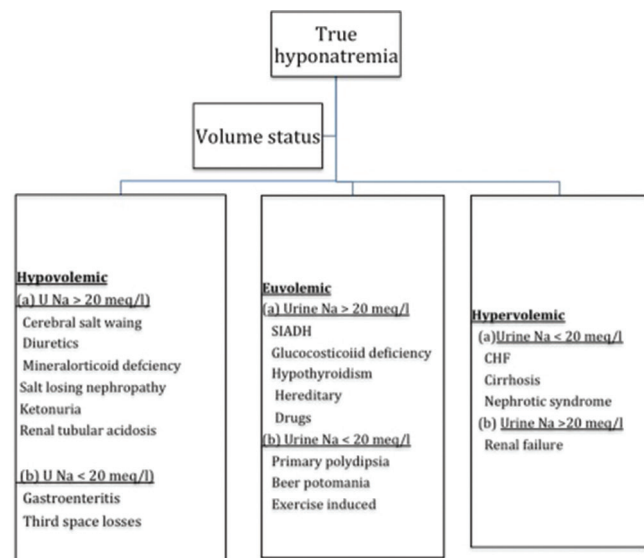 True
hyponatremia
Volume status
Hypovolemic
(a) U Na > 20 meq/l)
Cerebral salt waing
Diuretics
Mineralorticoid defciency
Salt losing nephropathy
Ketonuria
Renal tubular acidosis
(b) U Na < 20 meq/l)
Gastroenteritis
Third space losses
Euvolemic
(a) Urine Na > 20 meq/l
SIADH
Glucocosticoiid deficiency
Hypothyroidism
Hereditary
Drugs
(b) Urine Na < 20 meq/l
Primary polydipsia
Beer potomania
Exercise induced
Hypervolemic
(a)Urine Na < 20 meq/l
CHF
Cirrhosis
Nephrotic syndrome
(b) Urine Na >20 meq/l
Renal failure